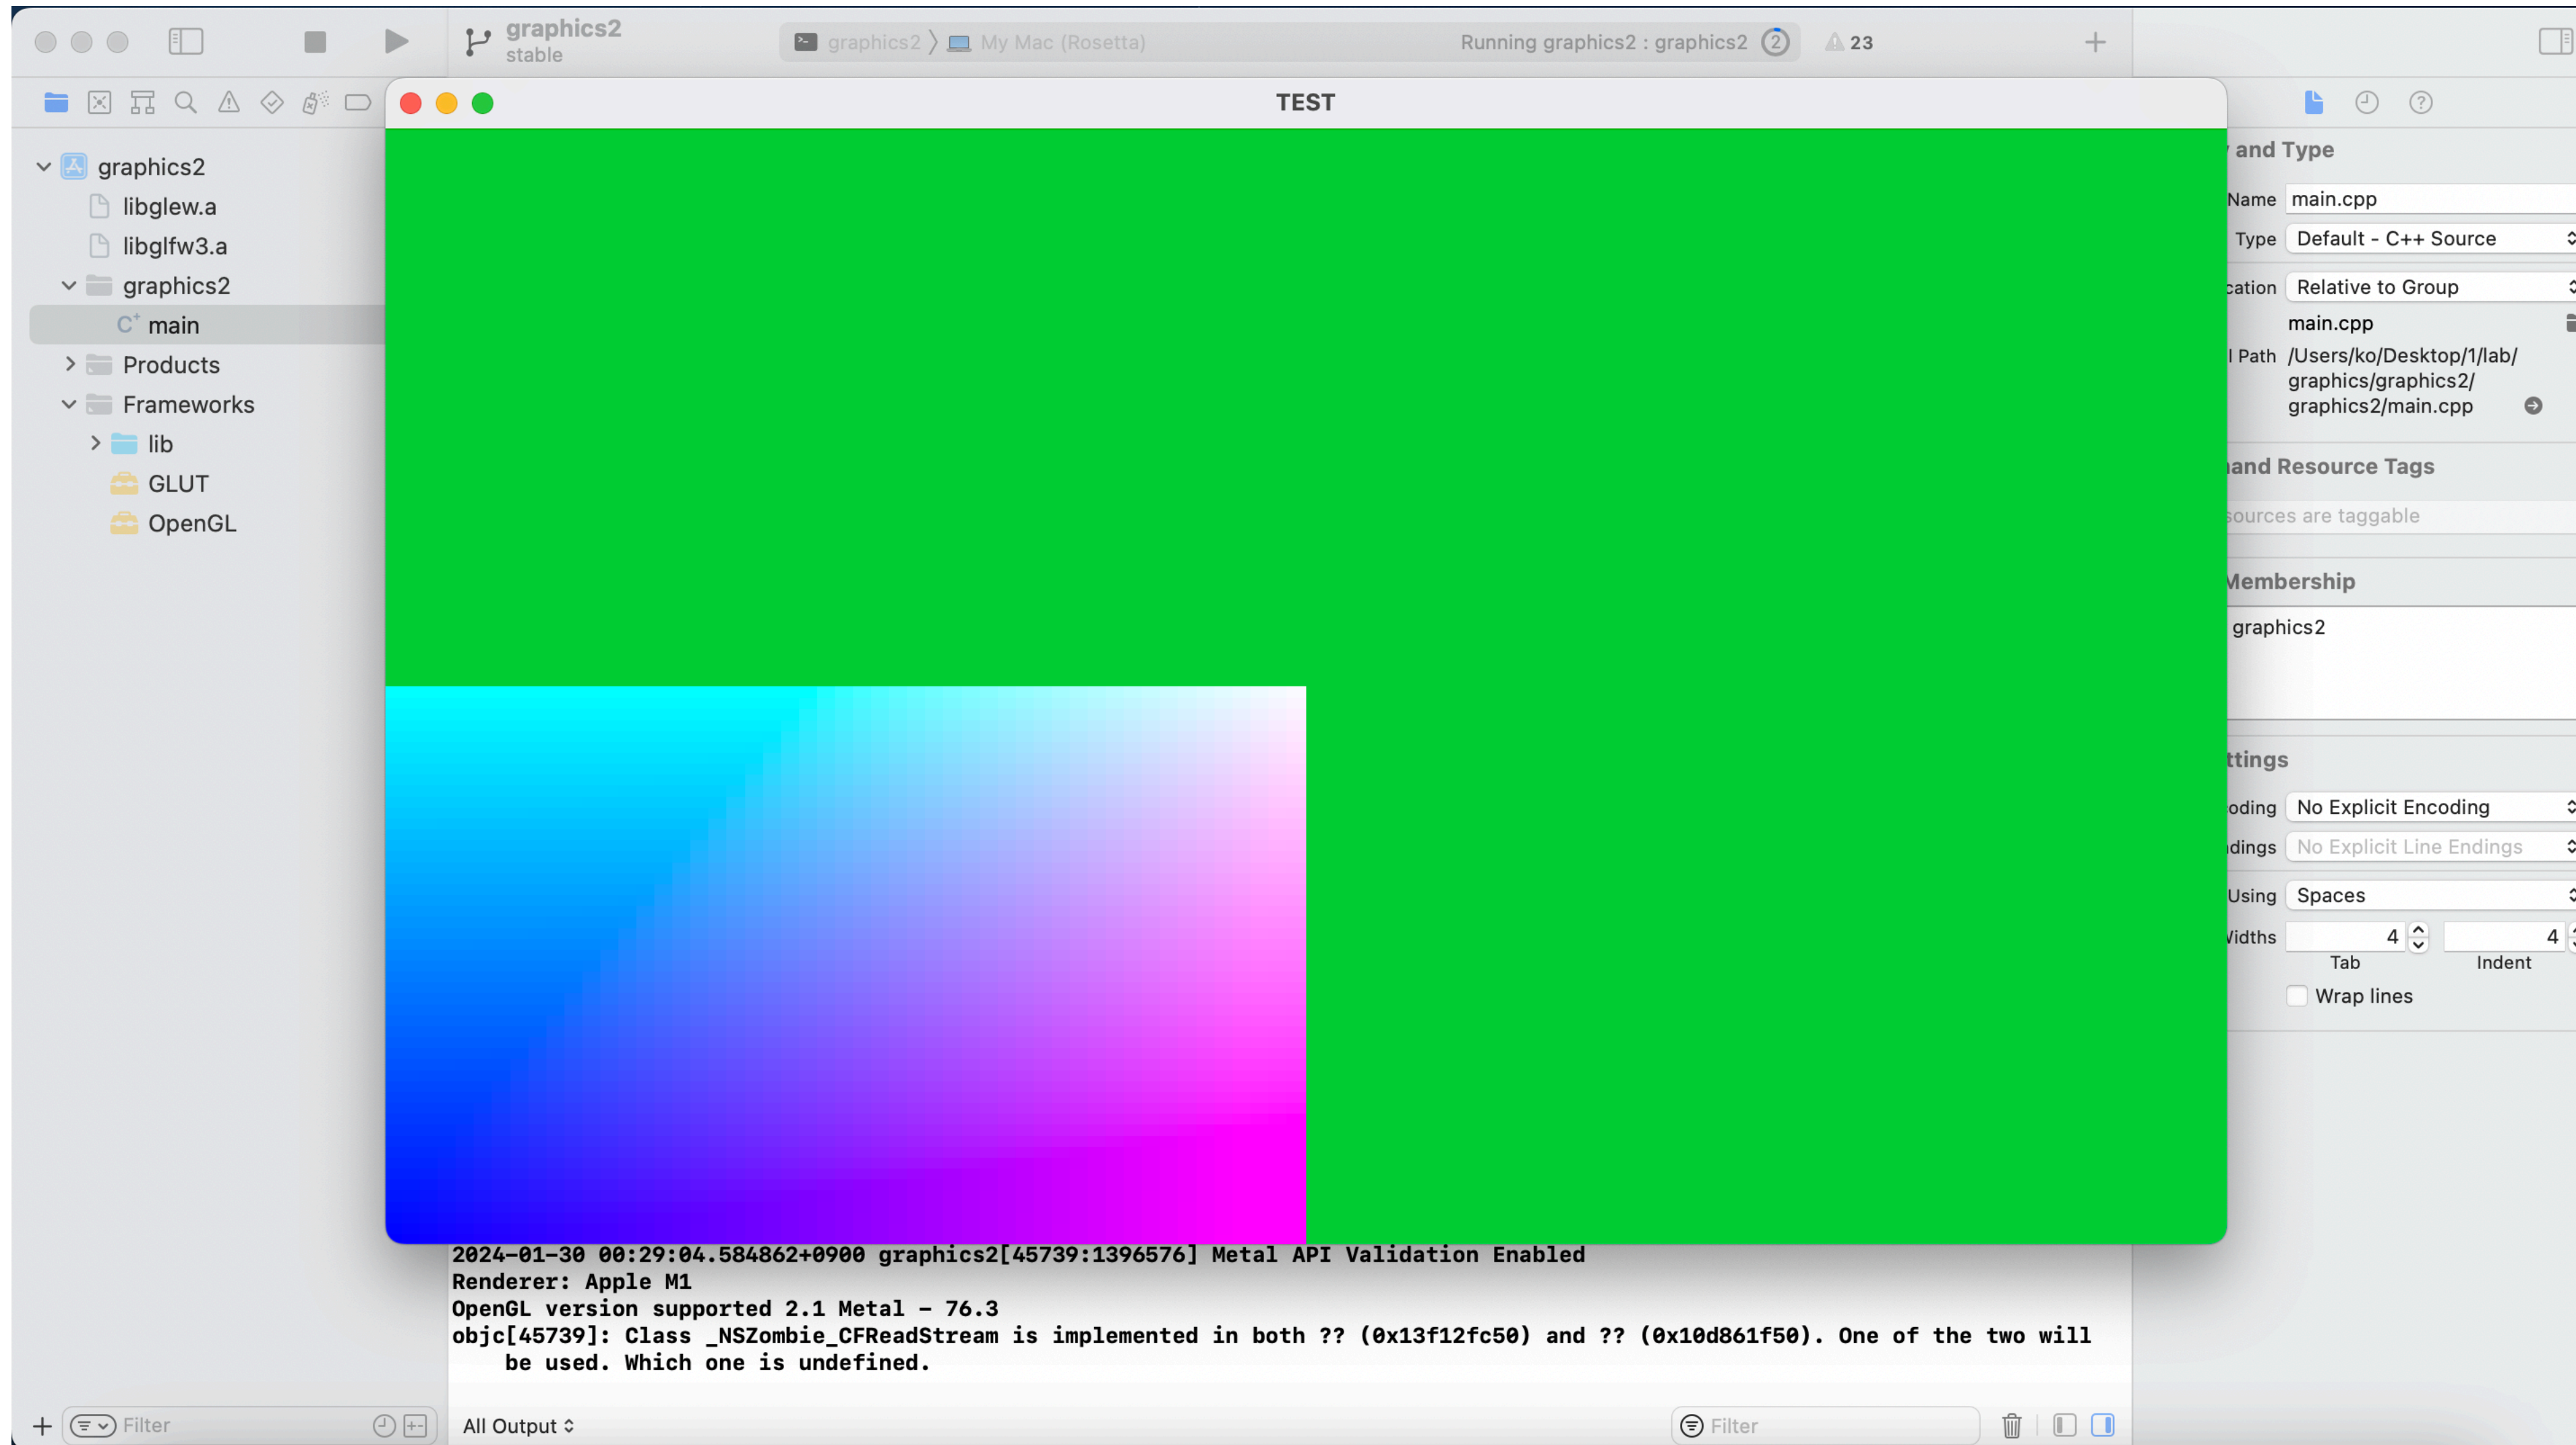 graphics2
stable
graphics2 〉 My Mac (Rosetta)
Running graphics2 : graphics2 2
23
TEST
graphics2
libglew.a
libglfw3.a
graphics2
main
Products
Frameworks
lib
GLUT
OpenGL
and Type
Name main.cpp
Type Default - C++ Source
cation Relative to Group
main.cpp
l Path /Users/ko/Desktop/1/lab/
graphics/graphics2/
graphics2/main.cpp
and Resource Tags
sources are taggable
Membership
graphics2
ttings
oding No Explicit Encoding
dings No Explicit Line Endings
Using Spaces
Widths 4 4
Tab Indent
Wrap lines
2024-01-30 00:29:04.584862+0900 graphics2[45739:1396576] Metal API Validation Enabled
Renderer: Apple M1
OpenGL version supported 2.1 Metal - 76.3
objc[45739]: Class _NSZombie_CFReadStream is implemented in both ?? (0x13f12fc50) and ?? (0x10d861f50). One of the two will
be used. Which one is undefined.
Filter
All Output
Filter